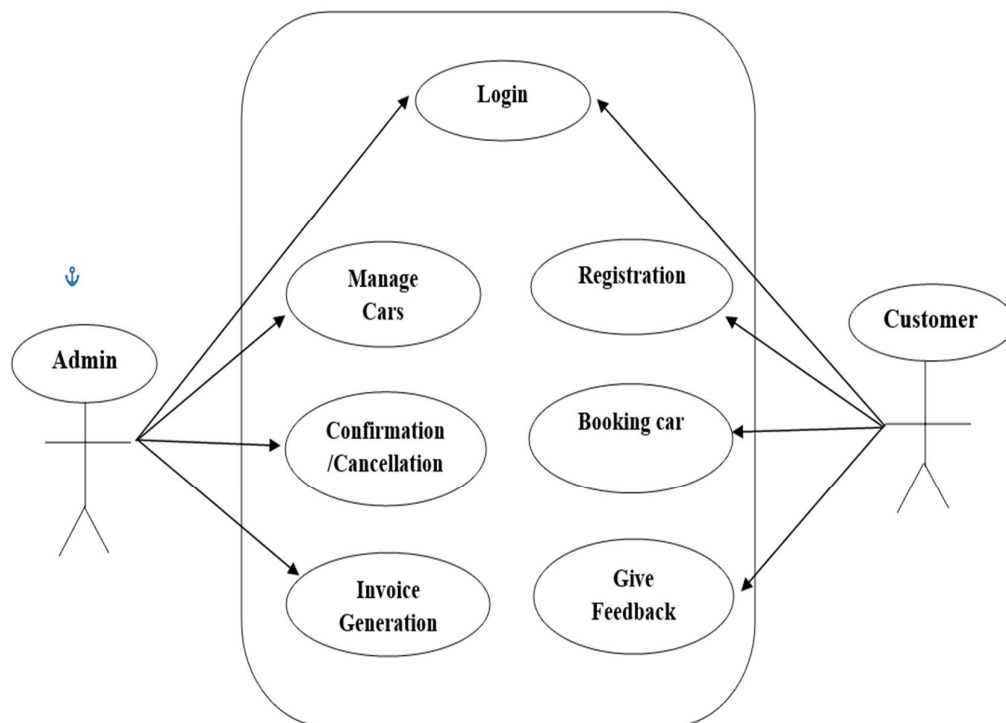 Login
Manage
Cars
Registration
Admin
Customer
Confirmation
/Cancellation
Booking car
Invoice
Generation
Give
Feedback